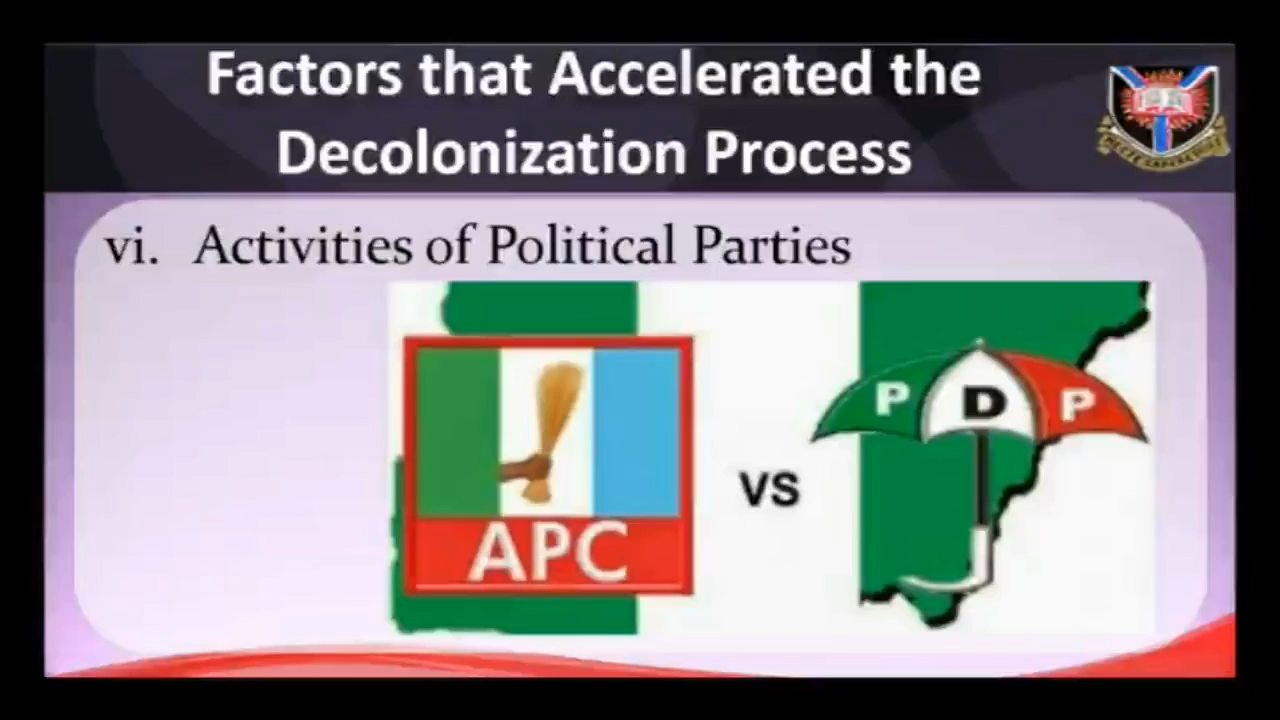 Factors that Accelerated the
Decolonization Process
vi. Activities of Political Parties
APC
VS
P D P